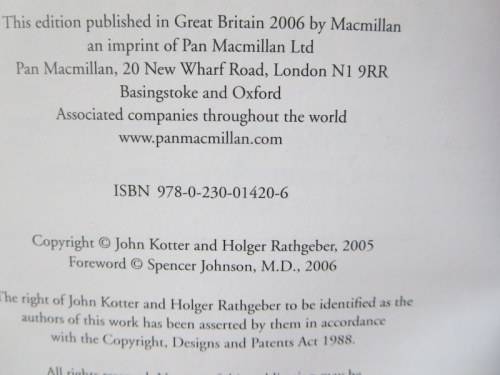 This edition published in Great Britain 2006 by Macmillan
an imprint of Pan Macmillan Ltd
Pan Macmillan, 20 New Wharf Road, London N1 9RR
Basingstoke and Oxford
Associated companies throughout the world
www.panmacmillan.com
ISBN 978-0-230-01420-6
Copyright © John Kotter and Holger Rathgeber, 2005
Foreword © Spencer Johnson, M.D., 2006
The right of John Kotter and Holger Rathgeber to be identified as the
authors of this work has been asserted by them in accordance
with the Copyright, Designs and Patents Act 1988.
All rights